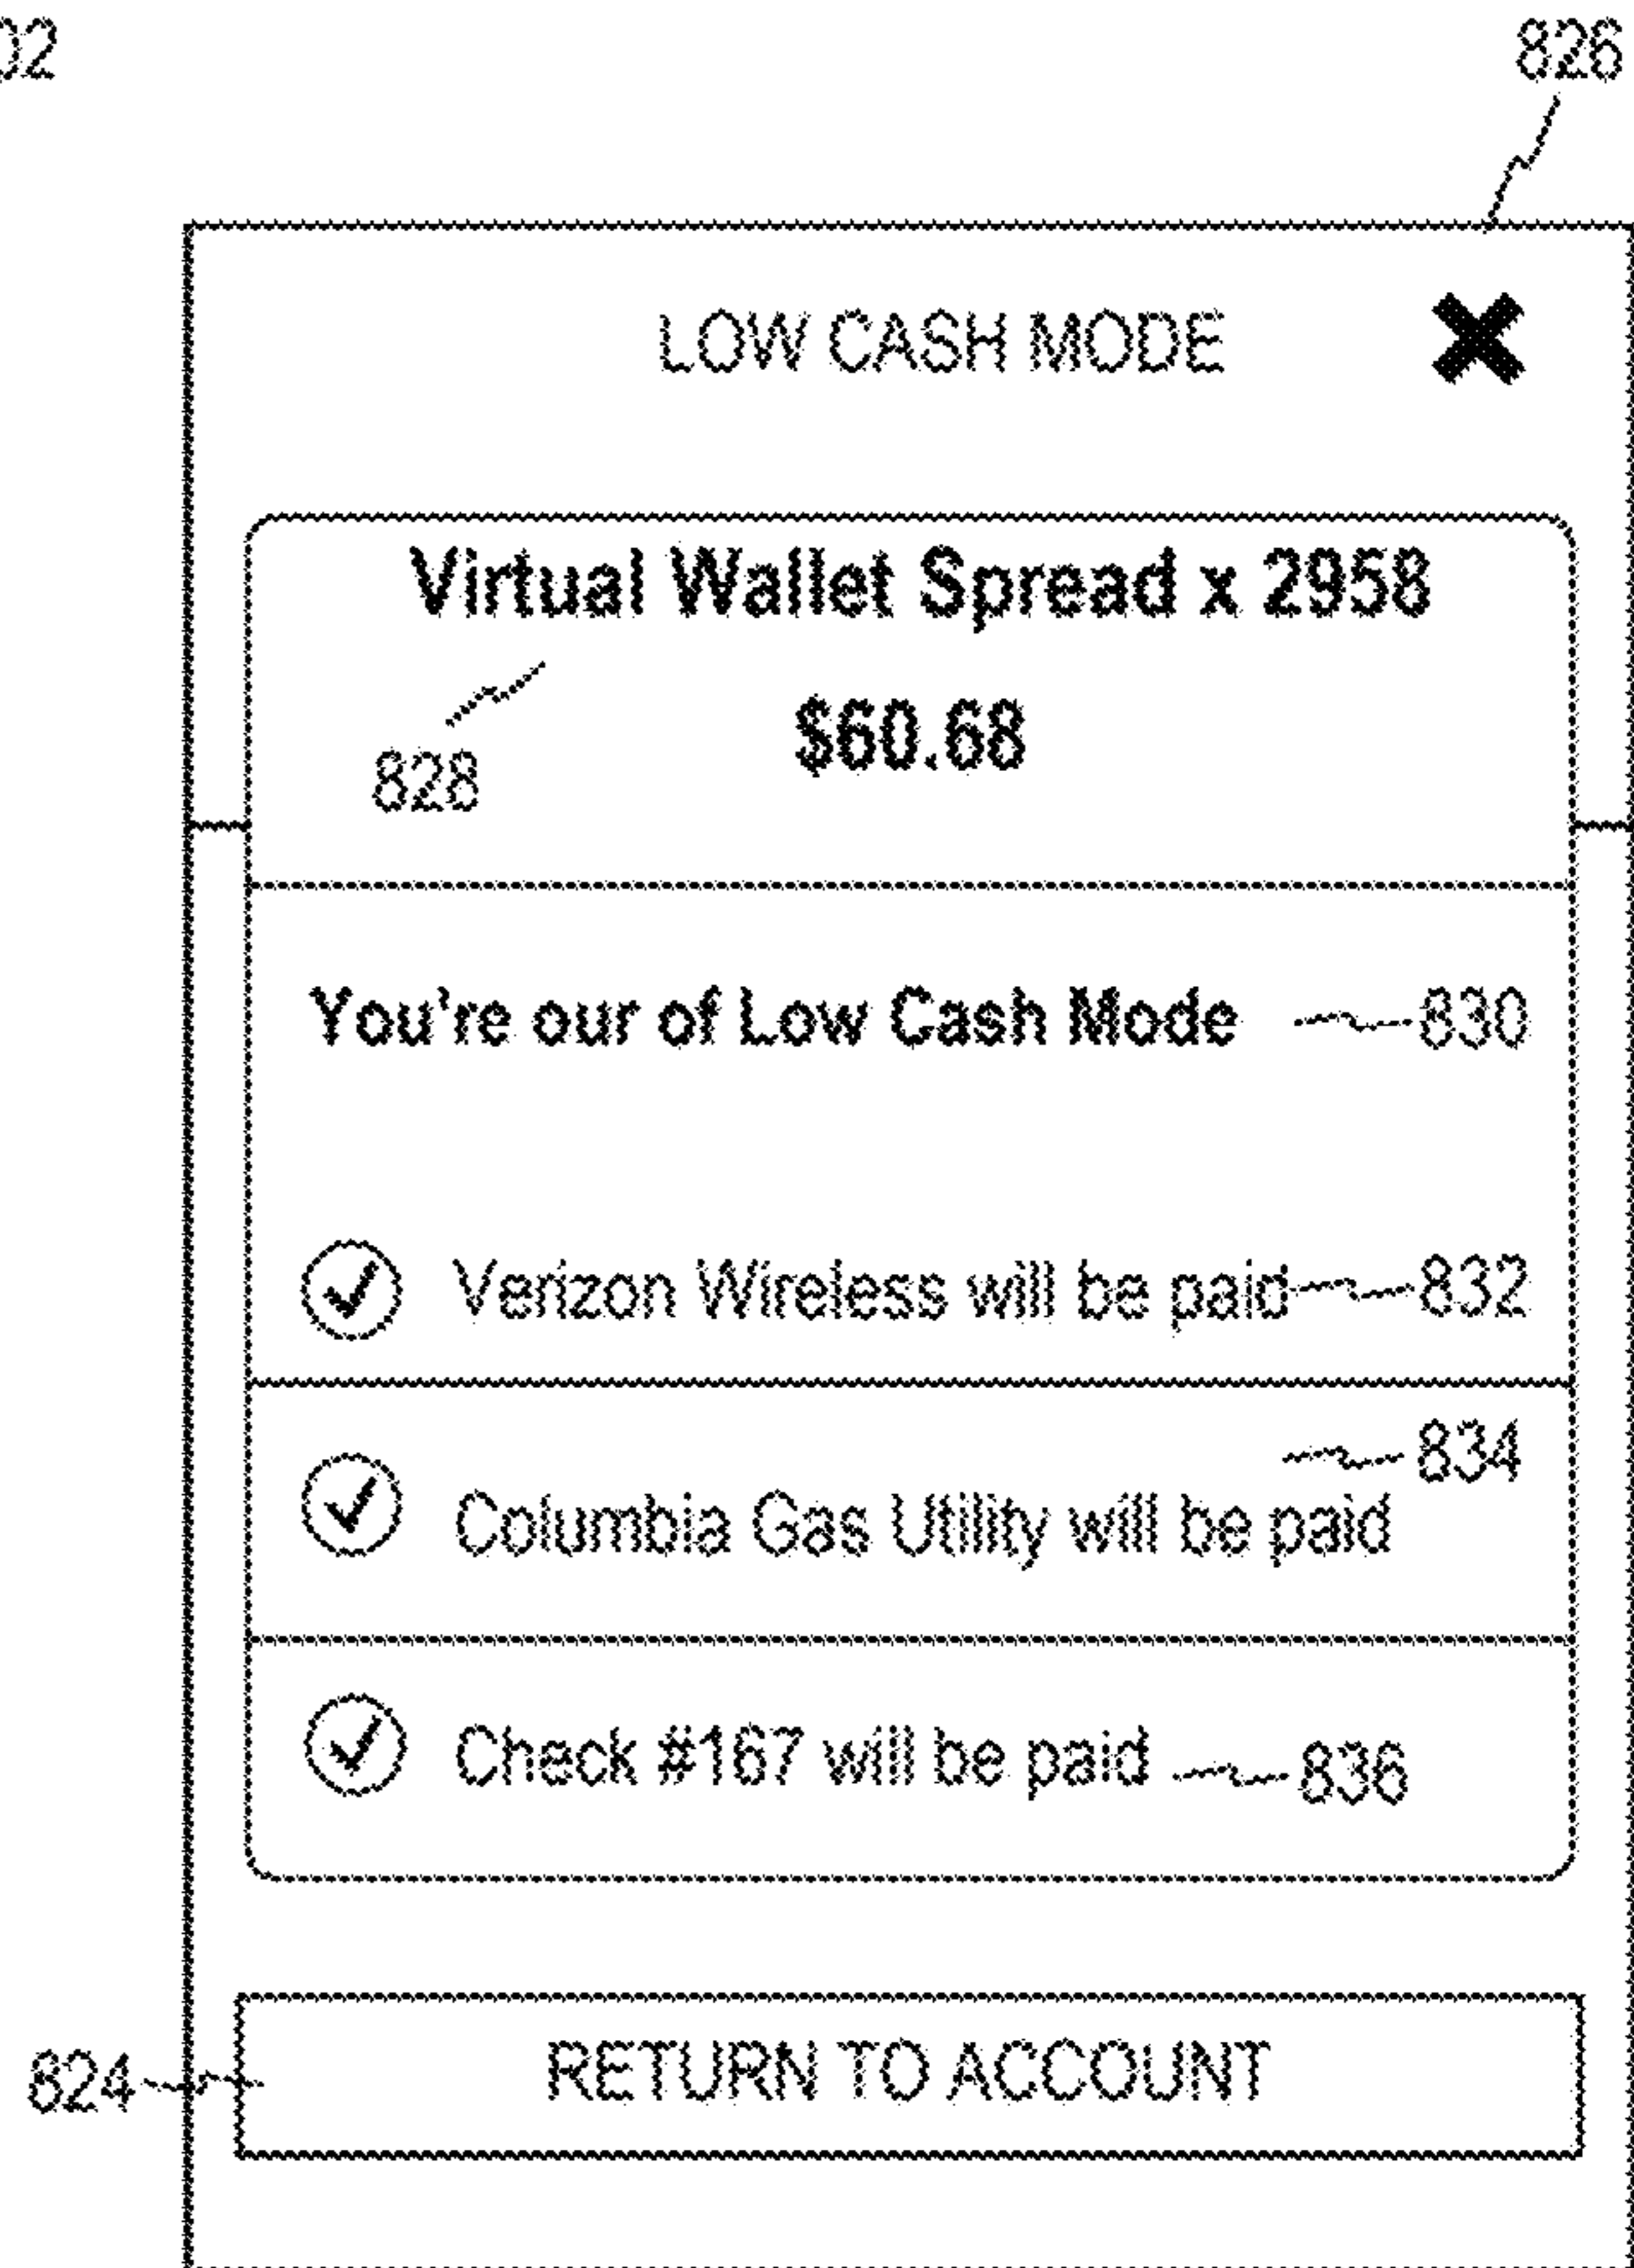 02
826
LOW CASH MODE
Virtual Wallet Spread x 2958
$60.68
828
You're our of Low Cash Mode 830
Verizon Wireless will be paid 832
834
Columbia Gas Utility will be paid
Check #167 will be paid 836
824 RETURN TO ACCOUNT